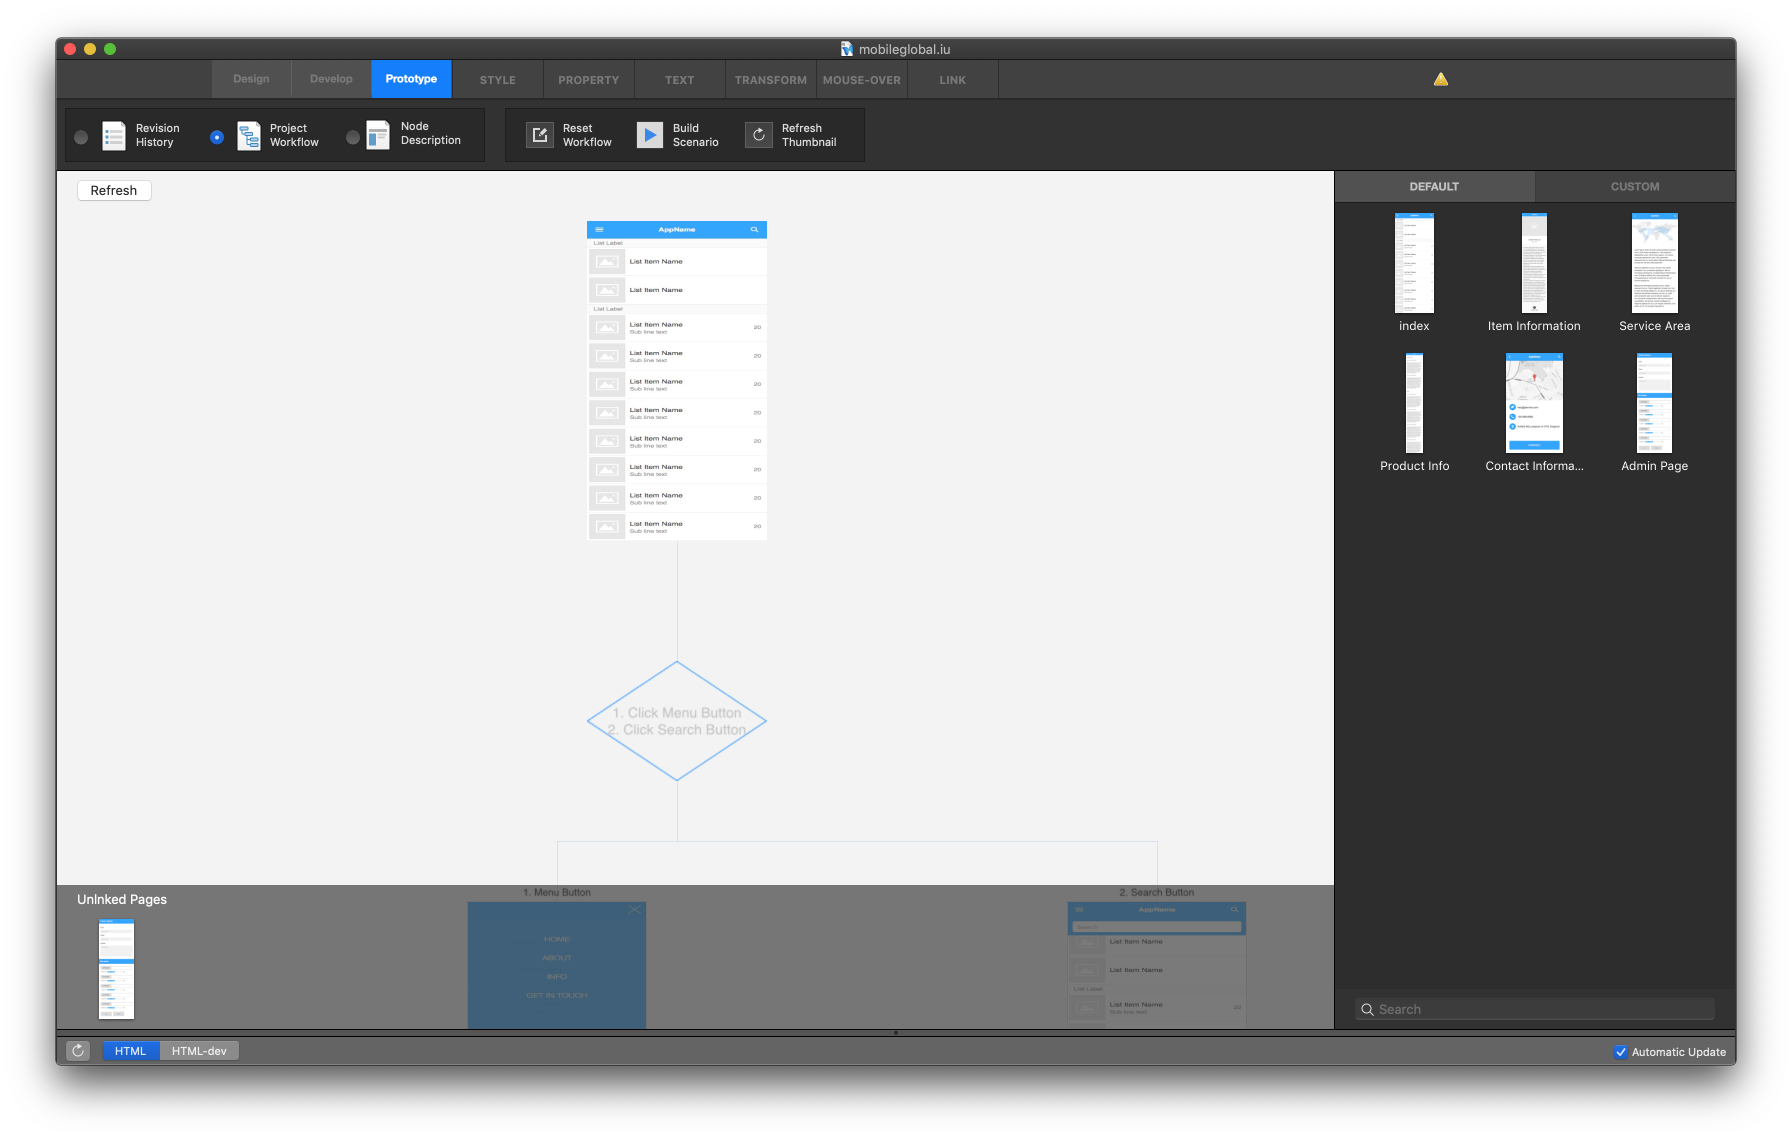 mobileglobal.iu
Design
Develop
Prototype
STYLE
PROPERTY
TEXT
TRANSFORM
MOUSE-OVER
LINK
Revision
History
Project
Workflow
Node
Description
Reset
Workflow
Build
Scenario
Refresh
Thumbnail
Refresh
AppName
List Label
List Item Name
List Item Name
List Label
List Item Name
Sub line text
20
List Item Name
Sub line text
20
List Item Name
Sub line text
20
List Item Name
Sub line text
20
List Item Name
Sub line text
20
List Item Name
Sub line text
20
List Item Name
Sub line text
20
List Item Name
Sub line text
20
1. Click Menu Button
2. Click Search Button
1. Menu Button
HOME
ABOUT
INFO
GET IN TOUCH
2. Search Button
AppName
Search
List Item Name
List Item Name
List Label
List Item Name
Sub line text
20
Unlnked Pages
DEFAULT
CUSTOM
index
Item Information
Service Area
Product Info
Contact Informa...
Admin Page
Search
HTML
HTML-dev
Automatic Update